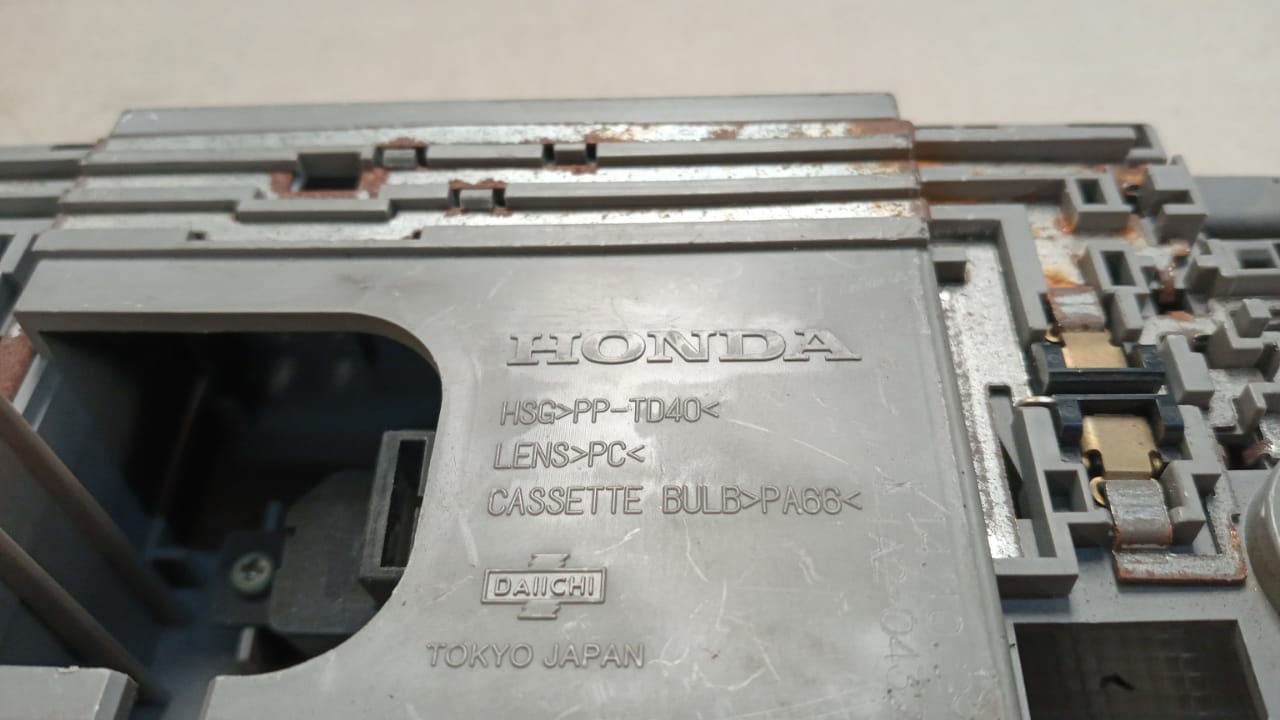 HONDA
HSG>PP-TD40<
LENS>PC<
CASSETTE BULB>PA66<
DAIICHI
TOKYO JAPAN